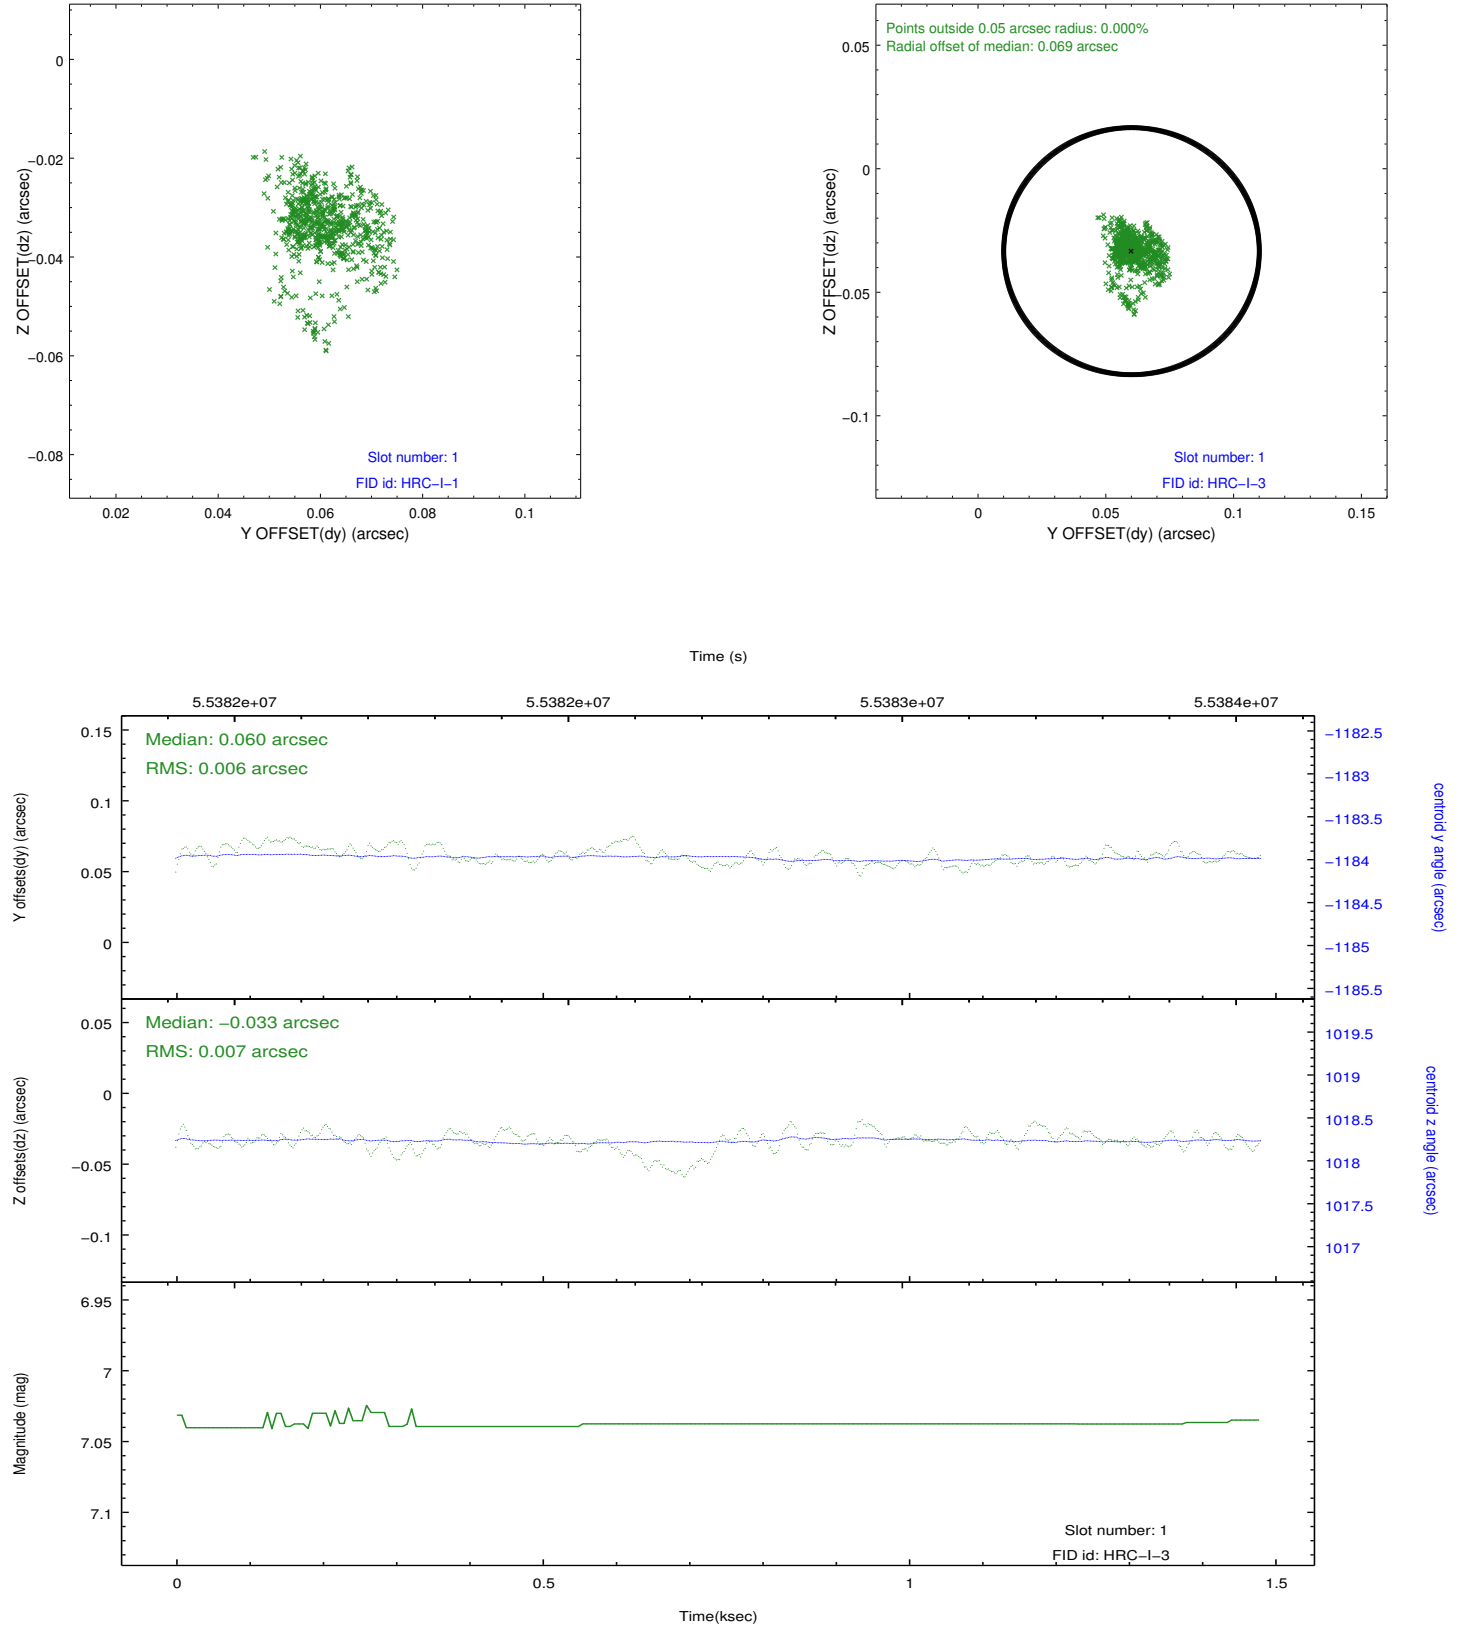 0
−0.02
−0.04
−0.06
−0.08
Z OFFSET(dz) (arcsec)
Slot number: 1
FID id: HRC−I−1
0.02
0.04
0.06
0.08
0.1
Y OFFSET(dy) (arcsec)
Points outside 0.05 arcsec radius: 0.000%
Radial offset of median: 0.069 arcsec
0.05
0
−0.05
−0.1
Z OFFSET(dz) (arcsec)
Slot number: 1
FID id: HRC−I−3
0
0.05
0.1
0.15
Y OFFSET(dy) (arcsec)
Time (s)
5.5382e+07
5.5382e+07
5.5383e+07
5.5384e+07
Median: 0.060 arcsec
RMS: 0.006 arcsec
0.15
0.1
0.05
0
Y offsets(dy) (arcsec)
−1182.5
−1183
−1183.5
−1184
−1184.5
−1185
−1185.5
centroid y angle (arcsec)
Median: −0.033 arcsec
RMS: 0.007 arcsec
0.05
0
−0.05
−0.1
Z offsets(dz) (arcsec)
1019.5
1019
1018.5
1018
1017.5
1017
centroid z angle (arcsec)
6.95
7
7.05
7.1
Magnitude (mag)
Slot number: 1
FID id: HRC−I−3
0
0.5
1
1.5
Time(ksec)